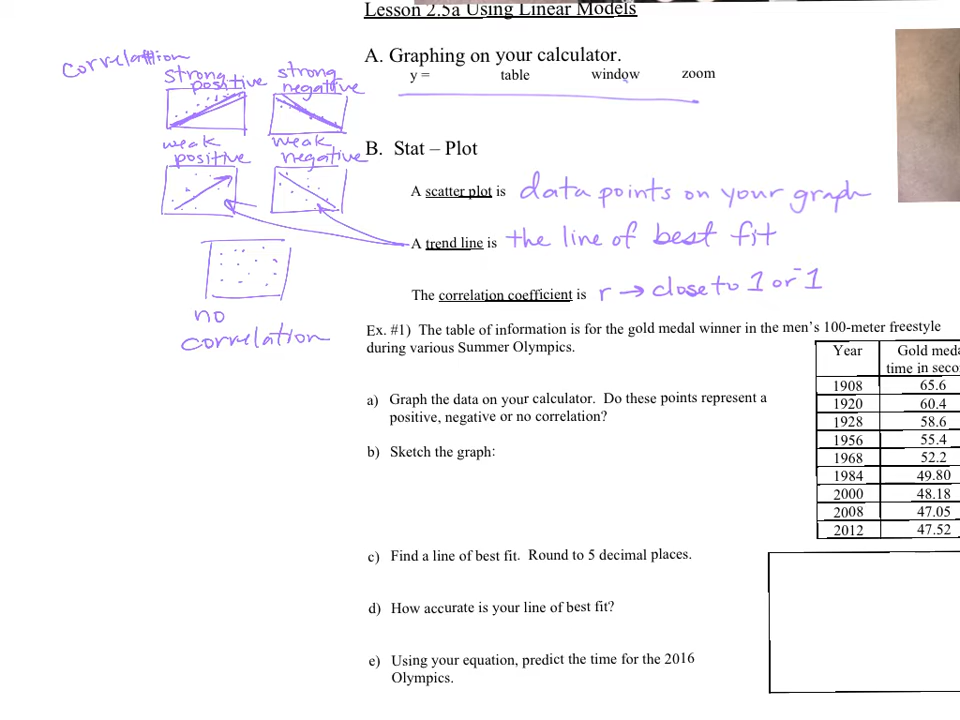 Lesson 2.5a Using Linear Models
A. Graphing on your calculator.
y = table window zoom
correlation
strong positive
strong negative
weak positive
weak negative
no correlation
B. Stat – Plot
A scatter plot is data points on your graph
A trend line is the line of best fit
The correlation coefficient is r → close to 1 or -1
Ex. #1) The table of information is for the gold medal winner in the men's 100-meter freestyle
during various Summer Olympics.
a) Graph the data on your calculator. Do these points represent a
positive, negative or no correlation?
b) Sketch the graph:
c) Find a line of best fit. Round to 5 decimal places.
d) How accurate is your line of best fit?
e) Using your equation, predict the time for the 2016
Olympics.
Year Gold meda
time in seco
1908 65.6
1920 60.4
1928 58.6
1956 55.4
1968 52.2
1984 49.80
2000 48.18
2008 47.05
2012 47.52